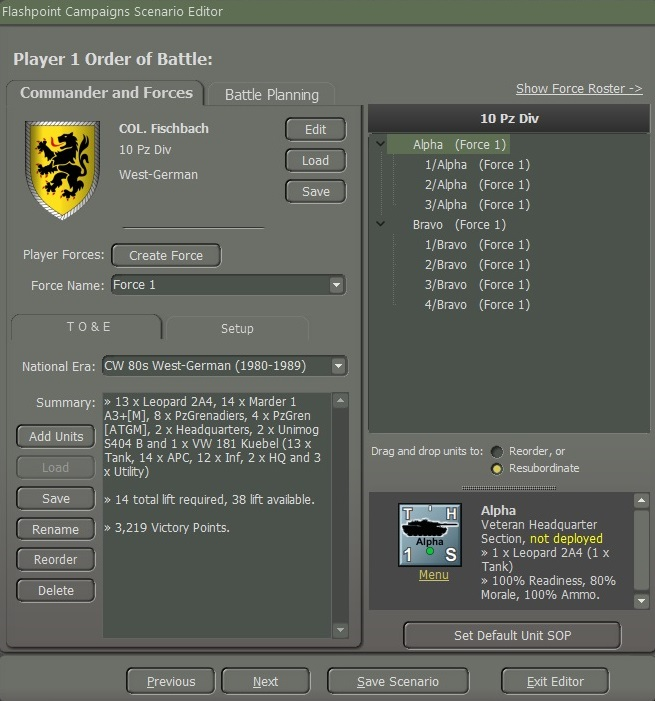 Flashpoint Campaigns Scenario Editor
Player 1 Order of Battle:
Commander and Forces
Battle Planning
COL. Fischbach
10 Pz Div
West-German
Edit
Load
Save
Player Forces:
Create Force
Force Name:
Force 1
T O & E
Setup
National Era:
CW 80s West-German (1980-1989)
Summary:
» 13 x Leopard 2A4, 14 x Marder 1
A3+[M], 8 x PzGrenadiers, 4 x PzGren
[ATGM], 2 x Headquarters, 2 x Unimog
S404 B and 1 x VW 181 Kuebel (13 x
Tank, 14 x APC, 12 x Inf, 2 x HQ and 3
x Utility)
» 14 total lift required, 38 lift available.
» 3,219 Victory Points.
Add Units
Load
Save
Rename
Reorder
Delete
Show Force Roster ->
10 Pz Div
Alpha (Force 1)
1/Alpha (Force 1)
2/Alpha (Force 1)
3/Alpha (Force 1)
Bravo (Force 1)
1/Bravo (Force 1)
2/Bravo (Force 1)
3/Bravo (Force 1)
4/Bravo (Force 1)
Drag and drop units to:
Reorder, or
Resubordinate
T H
Alpha
1 S
Menu
Alpha
Veteran Headquarter
Section, not deployed
» 1 x Leopard 2A4 (1 x
Tank)
» 100% Readiness, 80%
Morale, 100% Ammo.
Set Default Unit SOP
Previous
Next
Save Scenario
Exit Editor